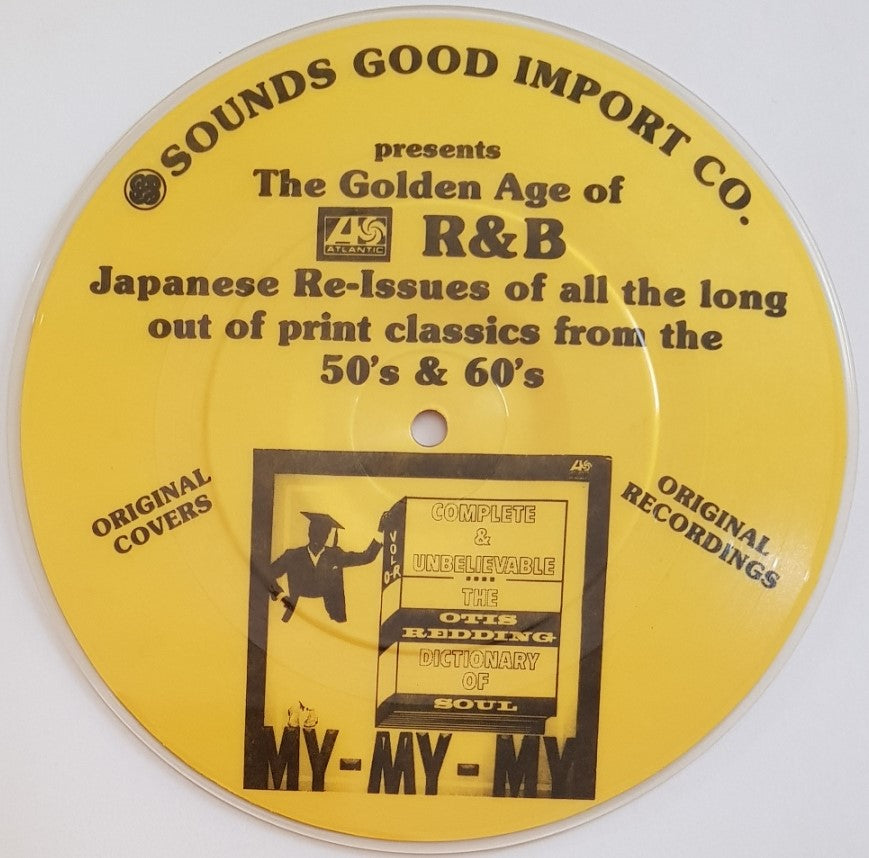 SOUNDS GOOD IMPORT CO.
presents
The Golden Age of
ATLANTIC R&B
Japanese Re-Issues of all the long
out of print classics from the
50's & 60's
ORIGINAL
COVERS
ORIGINAL
RECORDINGS
VOL
COMPLETE
&
UNBELIEVABLE
THE
OTIS
REDDING
DICTIONARY
OF
SOUL
MY-MY-MY